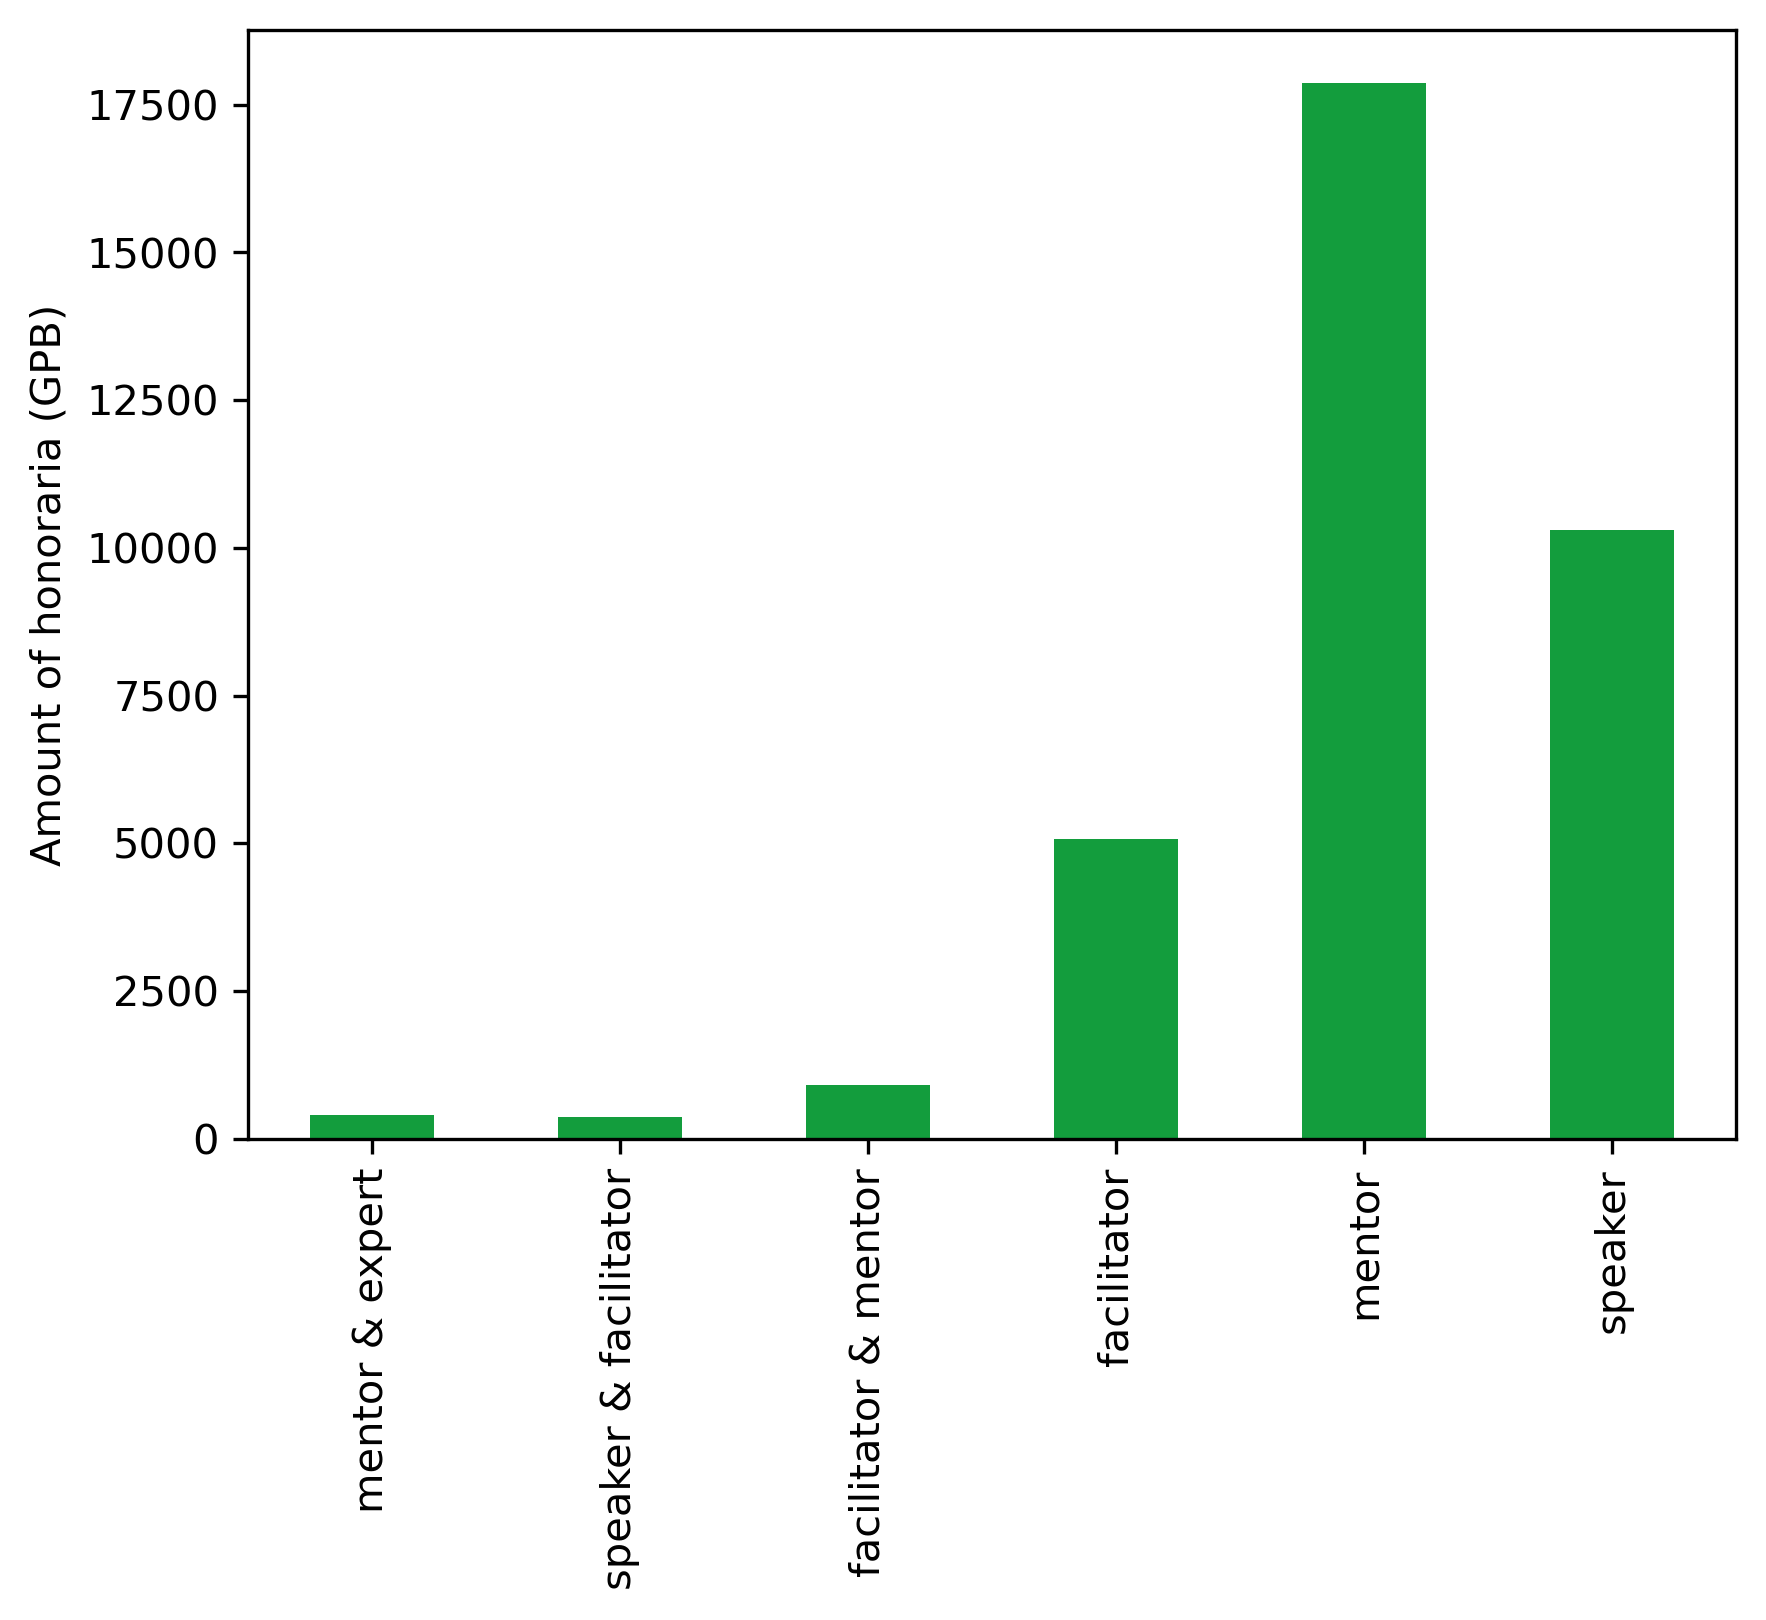 Amount of honoraria (GPB)
17500
15000
12500
10000
7500
5000
2500
0
mentor & expert
speaker & facilitator
facilitator & mentor
facilitator
mentor
speaker